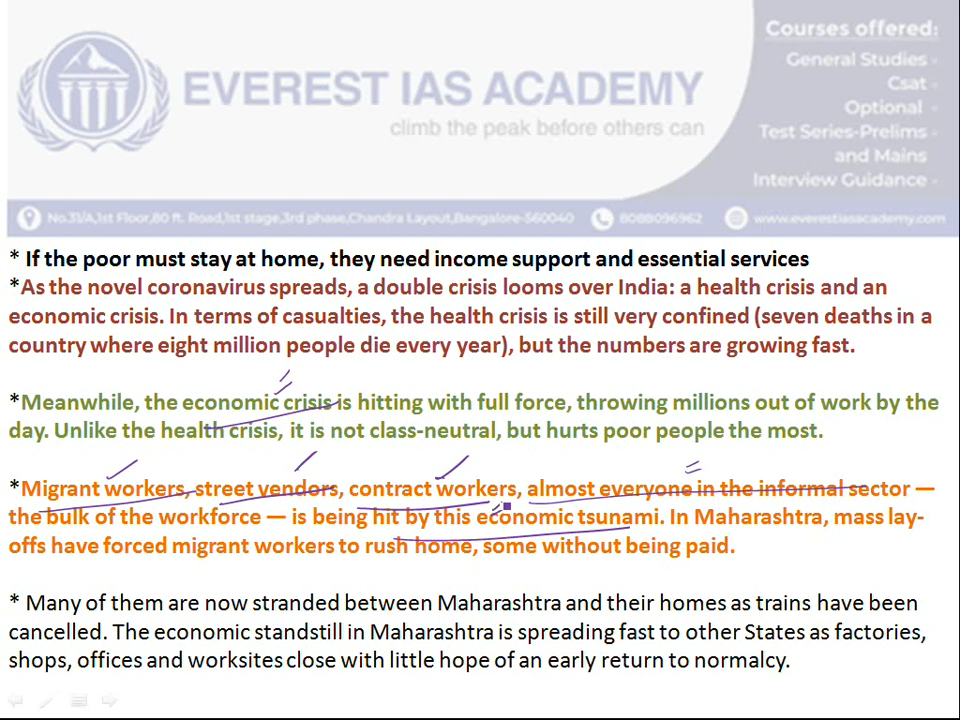 Courses offered:
EVEREST IAS ACADEMY
climb the peak before others can
General Studies -
Csat -
Optional -
Test Series-Prelims -
and Mains
Interview Guidance -
No.31/A,1st Floor,80 ft. Road,1st stage,3rd phase,Chandra Layout,Bangalore-560040 8088096962 www.everestiasacademy.com
* If the poor must stay at home, they need income support and essential services
*As the novel coronavirus spreads, a double crisis looms over India: a health crisis and an
economic crisis. In terms of casualties, the health crisis is still very confined (seven deaths in a
country where eight million people die every year), but the numbers are growing fast.
*Meanwhile, the economic crisis is hitting with full force, throwing millions out of work by the
day. Unlike the health crisis, it is not class-neutral, but hurts poor people the most.
*Migrant workers, street vendors, contract workers, almost everyone in the informal sector —
the bulk of the workforce — is being hit by this economic tsunami. In Maharashtra, mass lay-
offs have forced migrant workers to rush home, some without being paid.
* Many of them are now stranded between Maharashtra and their homes as trains have been
cancelled. The economic standstill in Maharashtra is spreading fast to other States as factories,
shops, offices and worksites close with little hope of an early return to normalcy.